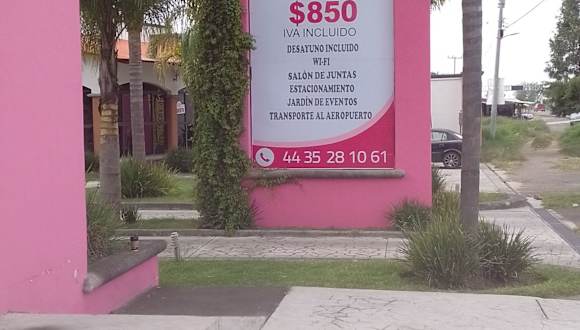 $850
IVA INCLUIDO
DESAYUNO INCLUIDO
WI-FI
SALÓN DE JUNTAS
ESTACIONAMIENTO
JARDÍN DE EVENTOS
TRANSPORTE AL AEROPUERTO
44 35 28 10 61